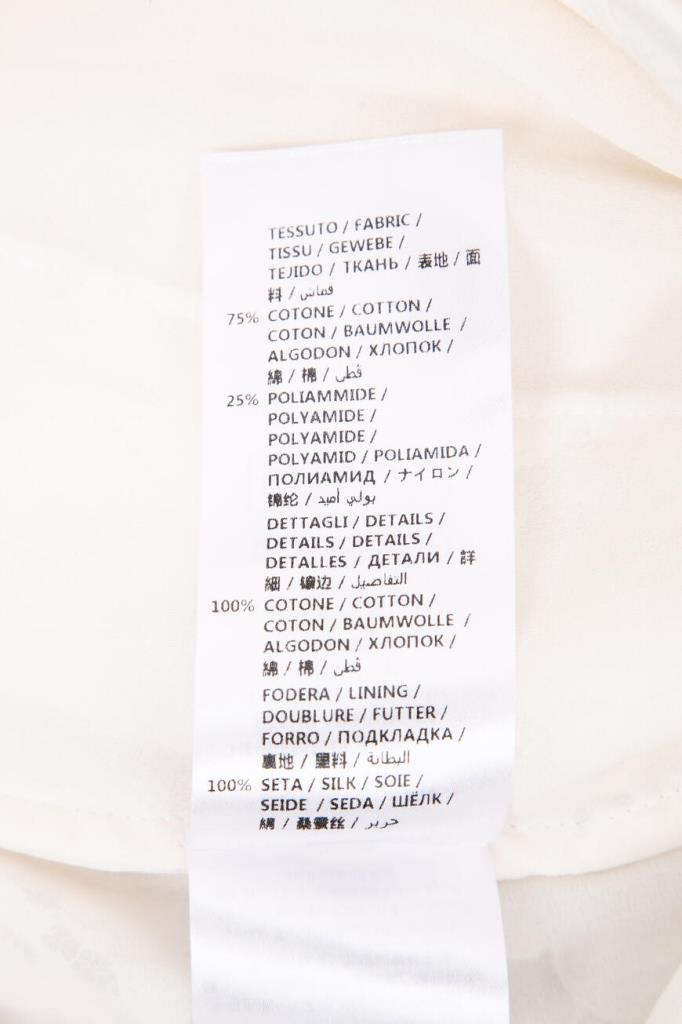 TESSUTO / FABRIC /
TISSU / GEWEBE /
TEJIDO / ТКАНЬ / 表地 / 面
料 / قماش
75% COTONE / COTTON /
COTON / BAUMWOLLE /
ALGODON / ХЛОПОК /
綿 / 棉 / قطن
25% POLIAMMIDE /
POLYAMIDE /
POLYAMIDE /
POLYAMID / POLIAMIDA /
ПОЛИАМИД / ナイロン /
锦纶 / بولي أميد
DETTAGLI / DETAILS /
DETAILS / DETAILS /
DETALLES / ДЕТАЛИ / 詳
細 / 镶边 / التفاصيل
100% COTONE / COTTON /
COTON / BAUMWOLLE /
ALGODON / ХЛОПОК /
綿 / 棉 / قطن
FODERA / LINING /
DOUBLURE / FUTTER /
FORRO / ПОДКЛАДКА /
裏地 / 里料 / البطانة
100% SETA / SILK / SOIE /
SEIDE / SEDA / ШЁЛК /
絹 / 桑蚕丝 / حرير